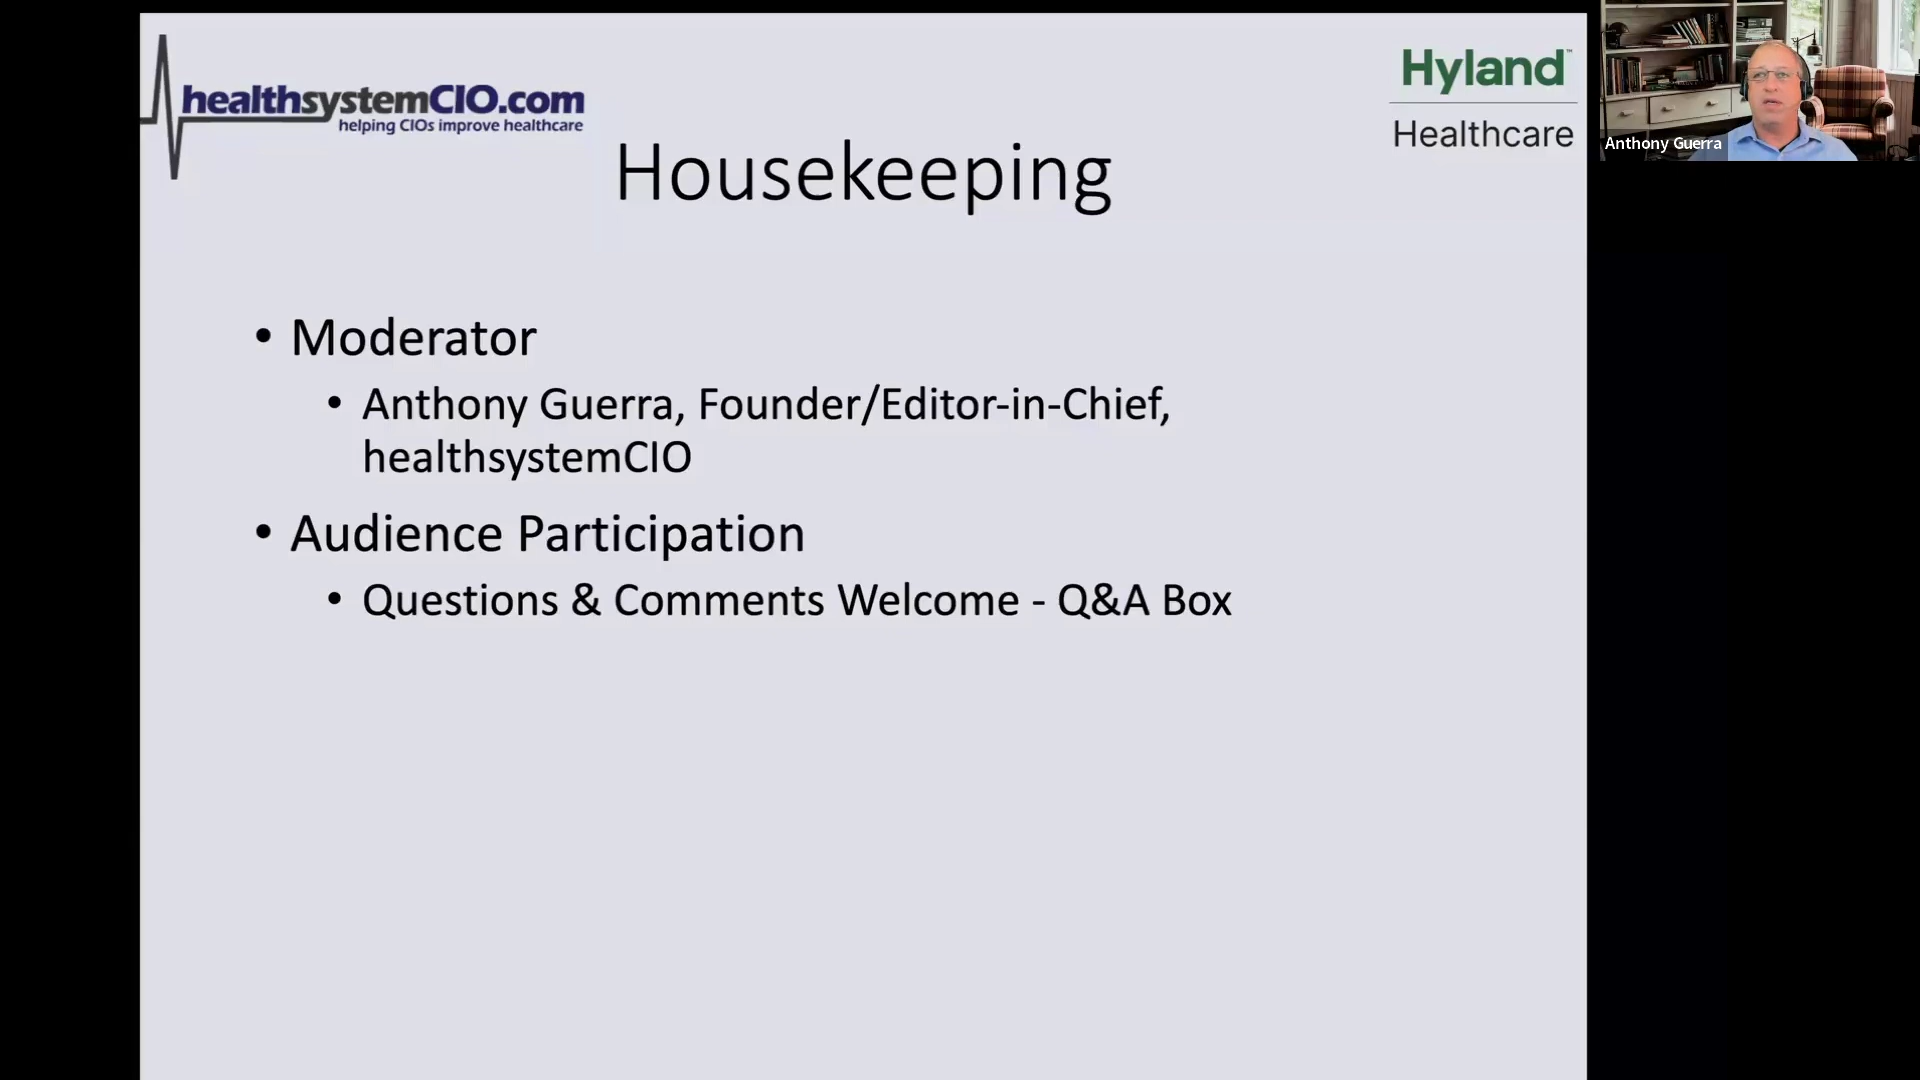 healthsystemCIO.com
helping CIOs improve healthcare
Hyland™
Healthcare
Anthony Guerra
Housekeeping
• Moderator
• Anthony Guerra, Founder/Editor-in-Chief,
healthsystemCIO
• Audience Participation
• Questions & Comments Welcome - Q&A Box